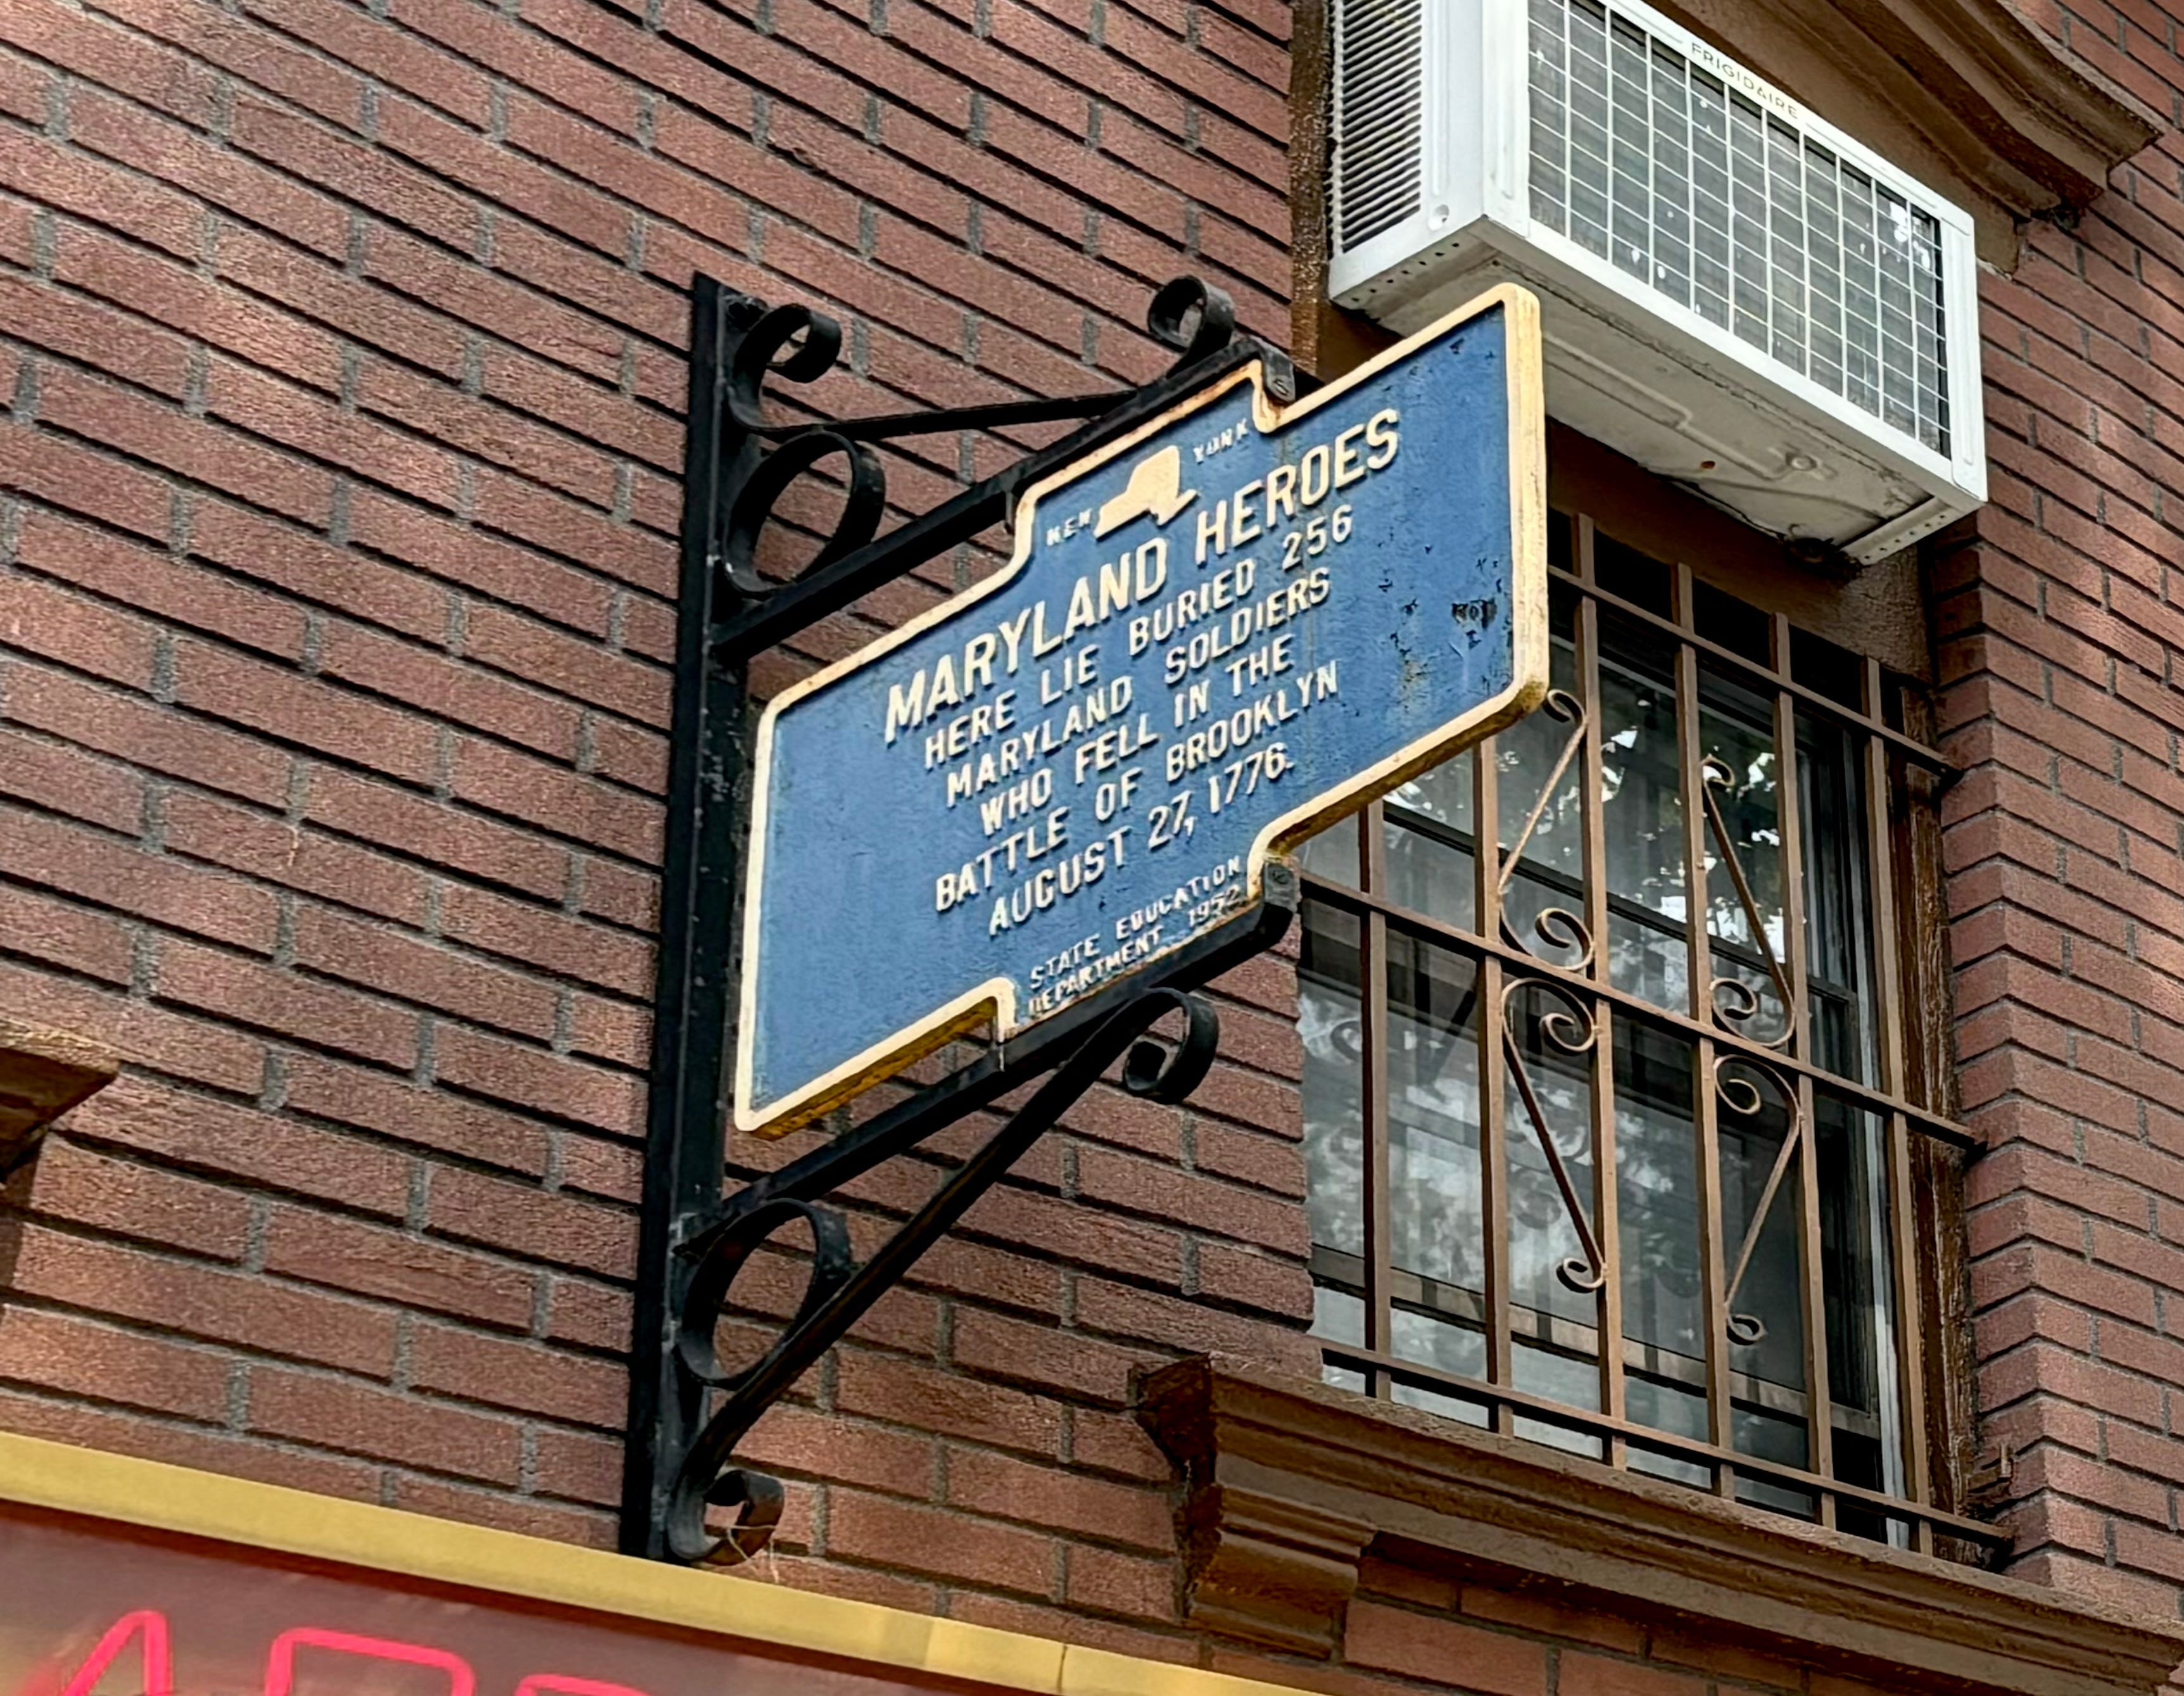 FRIGIDAIRE
NEW YORK
MARYLAND HEROES
HERE LIE BURIED 256
MARYLAND SOLDIERS
WHO FELL IN THE
BATTLE OF BROOKLYN
AUGUST 27, 1776.
STATE EDUCATION
DEPARTMENT 1952